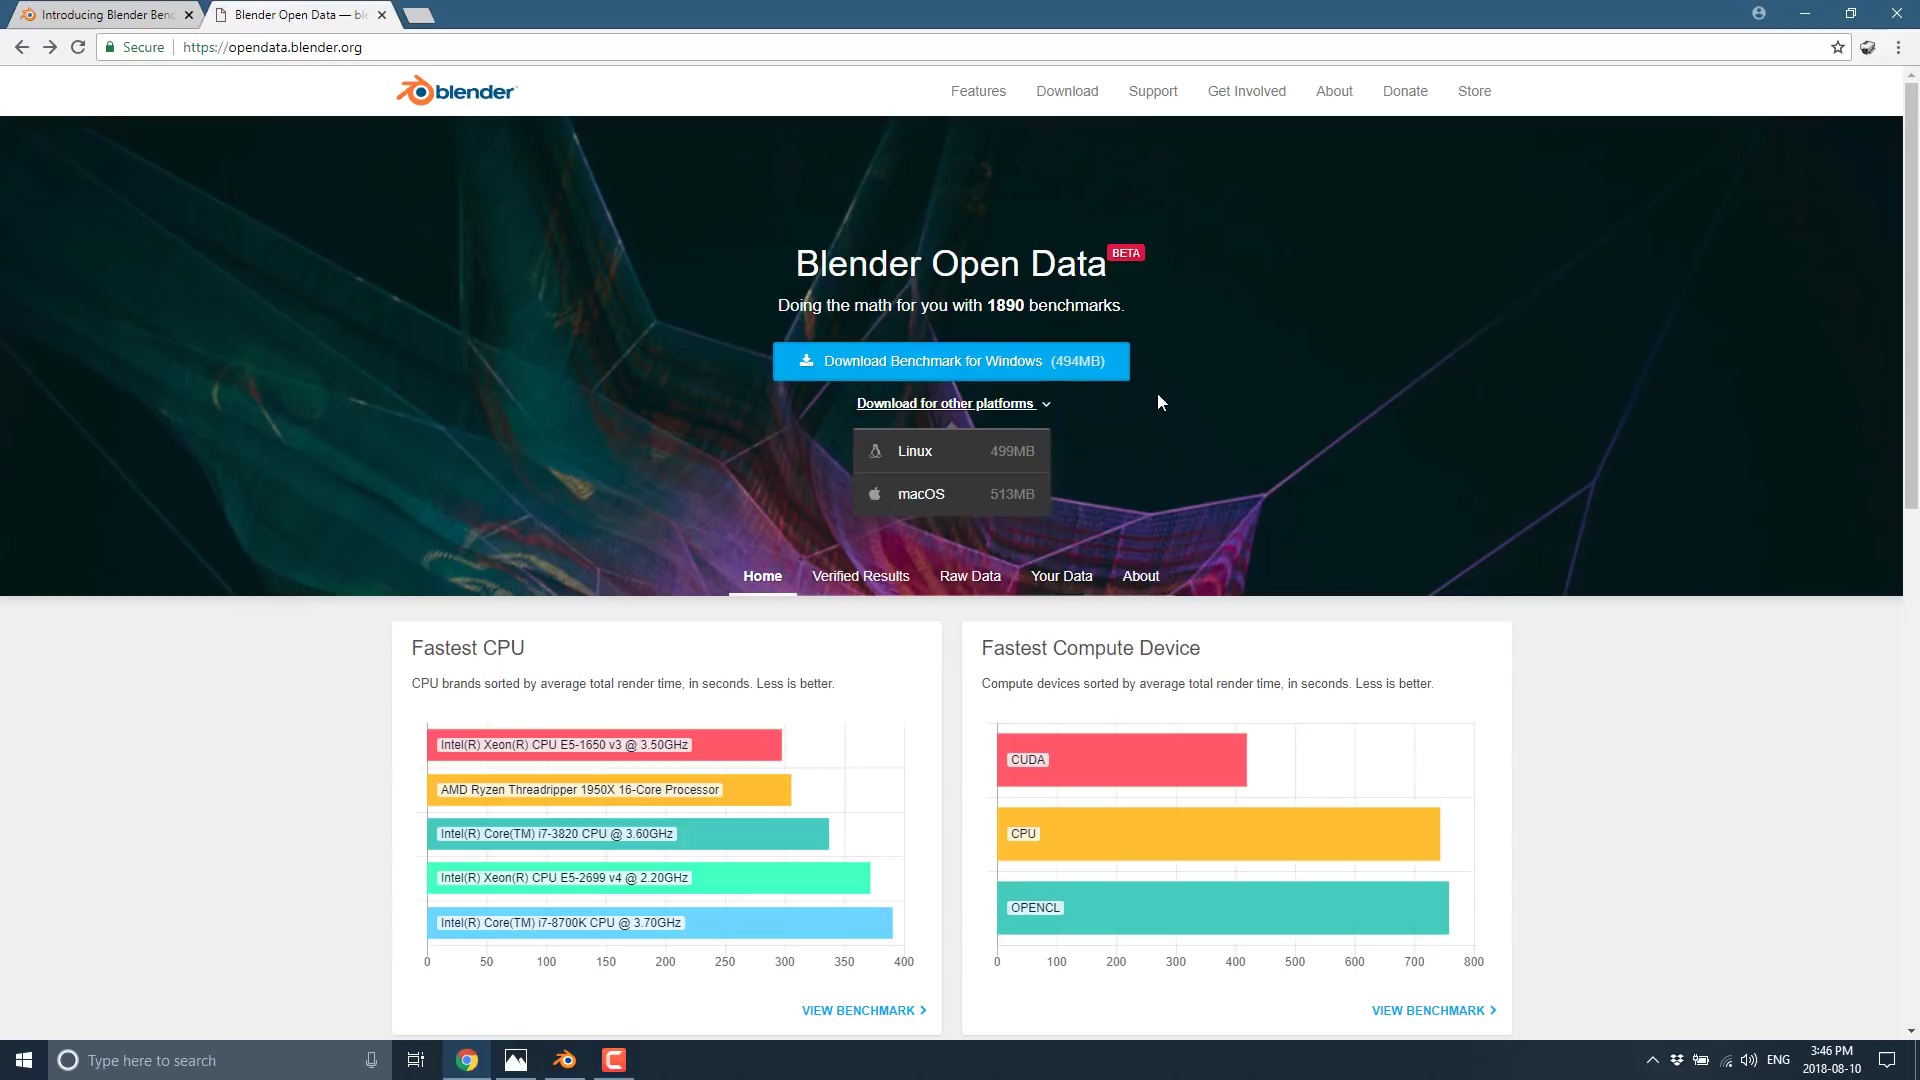 Introducing Blender Benc
Blender Open Data — ble
Secure
https://opendata.blender.org
blender
Features
Download
Support
Get Involved
About
Donate
Store
Blender Open Data
BETA
Doing the math for you with 1890 benchmarks.
Download Benchmark for Windows (494MB)
Download for other platforms
Linux 499MB
macOS 513MB
Home
Verified Results
Raw Data
Your Data
About
Fastest CPU
CPU brands sorted by average total render time, in seconds. Less is better.
Intel(R) Xeon(R) CPU E5-1650 v3 @ 3.50GHz
AMD Ryzen Threadripper 1950X 16-Core Processor
Intel(R) Core(TM) i7-3820 CPU @ 3.60GHz
Intel(R) Xeon(R) CPU E5-2699 v4 @ 2.20GHz
Intel(R) Core(TM) i7-8700K CPU @ 3.70GHz
0 50 100 150 200 250 300 350 400
VIEW BENCHMARK
Fastest Compute Device
Compute devices sorted by average total render time, in seconds. Less is better.
CUDA
CPU
OPENCL
0 100 200 300 400 500 600 700 800
VIEW BENCHMARK
Type here to search
ENG
3:46 PM
2018-08-10